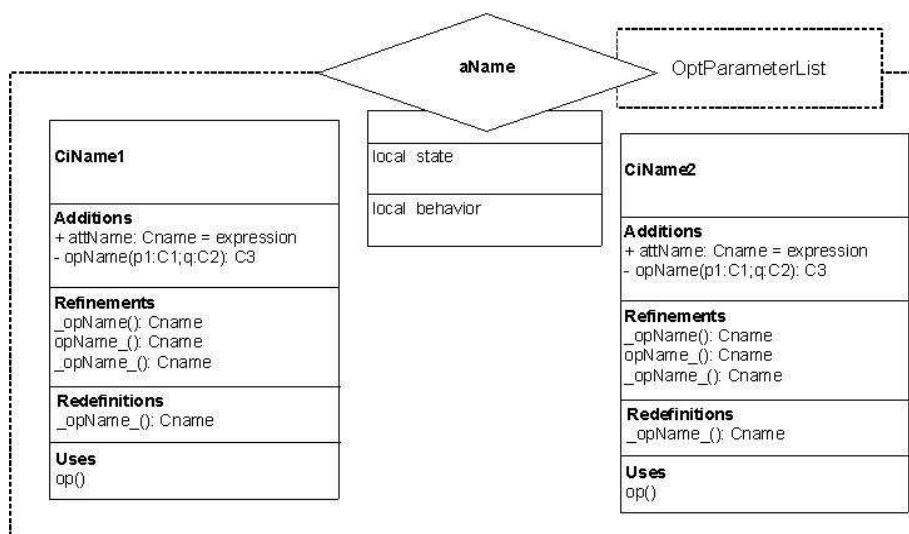 aName
OptParameterList
CiName1
Additions
+ attName: Cname = expression
- opName(p1:C1;q:C2): C3
Refinements
_opName(): Cname
opName_(): Cname
_opName_(): Cname
Redefinitions
_opName_(): Cname
Uses
op()
local state
local behavior
CiName2
Additions
+ attName: Cname = expression
- opName(p1:C1;q:C2): C3
Refinements
_opName(): Cname
opName_(): Cname
_opName_(): Cname
Redefinitions
_opName_(): Cname
Uses
op()